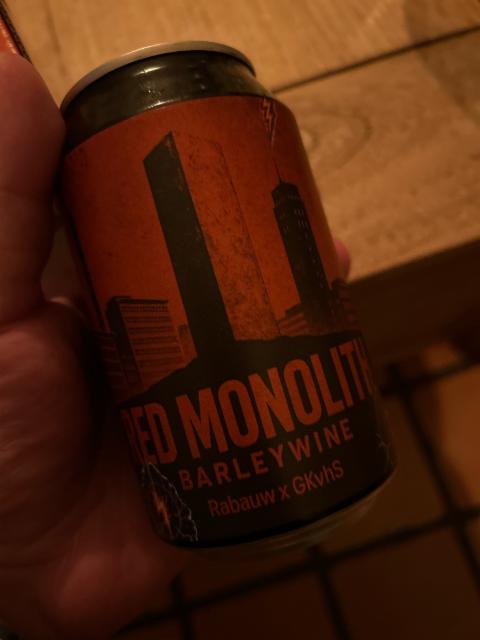 RED MONOLITH
BARLEYWINE
Rabauw x GKvhS